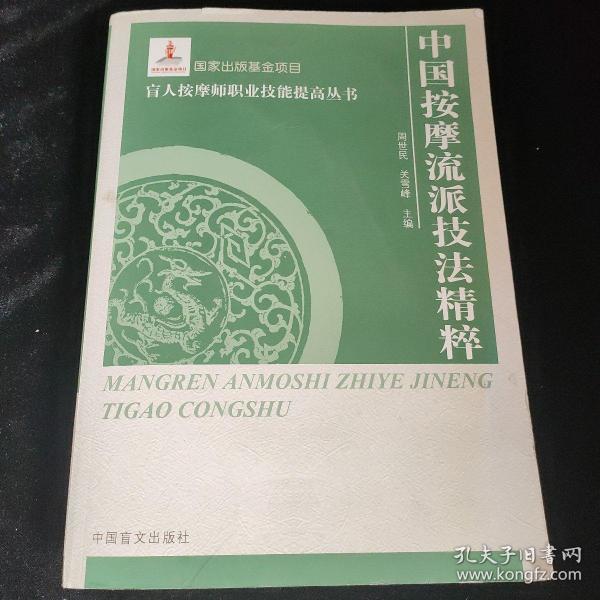 国家出版基金项目
盲人按摩师职业技能提高丛书
中国按摩流派技法精粹
周世民 关雪峰 主编
MANGREN ANMOSHI ZHIYE JINENG
TIGAO CONGSHU
中国盲文出版社
孔夫子旧书网
www.kongfz.com